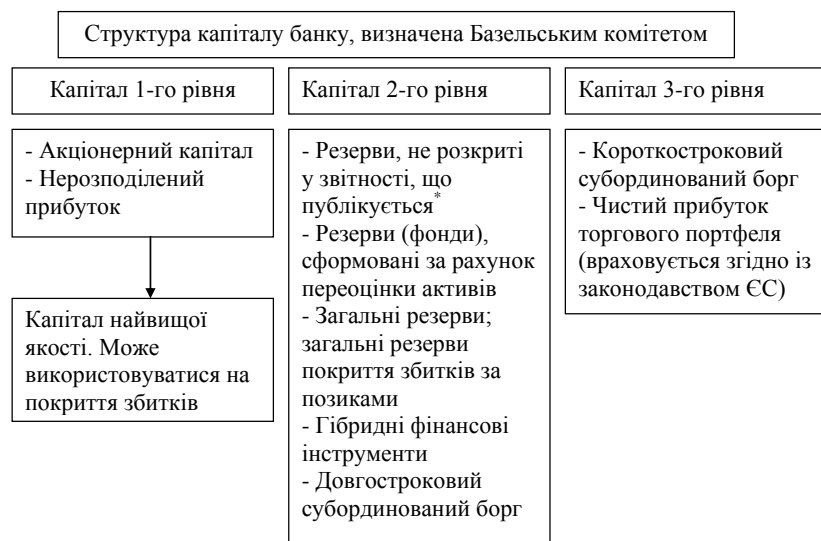 Структура капіталу банку, визначена Базельським комітетом
Капітал 1-го рівня
- Акціонерний капітал
- Нерозподілений
прибуток
Капітал найвищої
якості. Може
використовуватися на
покриття збитків
Капітал 2-го рівня
- Резерви, не розкриті
у звітності, що
публікується*
- Резерви (фонди),
сформовані за рахунок
переоцінки активів
- Загальні резерви;
загальні резерви
покриття збитків за
позиками
- Гібридні фінансові
інструменти
- Довгостроковий
субординований борг
Капітал 3-го рівня
- Короткостроковий
субординований борг
- Чистий прибуток
торгового портфеля
(враховується згідно із
законодавством ЄС)